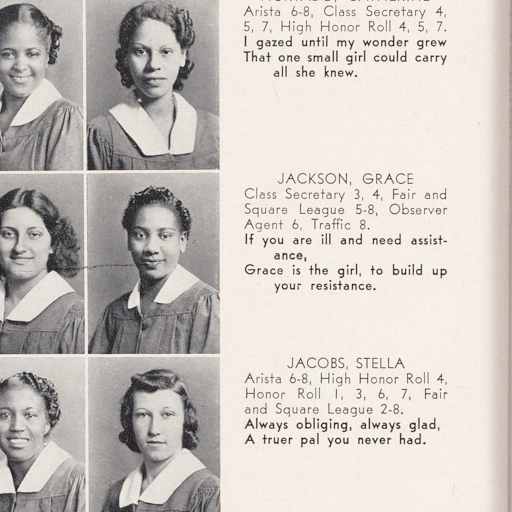 Arista 6-8, Class Secretary 4,
5, 7, High Honor Roll 4, 5, 7.
I gazed until my wonder grew
That one small girl could carry
all she knew.
JACKSON, GRACE
Class Secretary 3, 4, Fair and
Square League 5-8, Observer
Agent 6, Traffic 8.
If you are ill and need assist-
ance,
Grace is the girl, to build up
your resistance.
JACOBS, STELLA
Arista 6-8, High Honor Roll 4,
Honor Roll 1, 3, 6, 7, Fair
and Square League 2-8.
Always obliging, always glad,
A truer pal you never had.